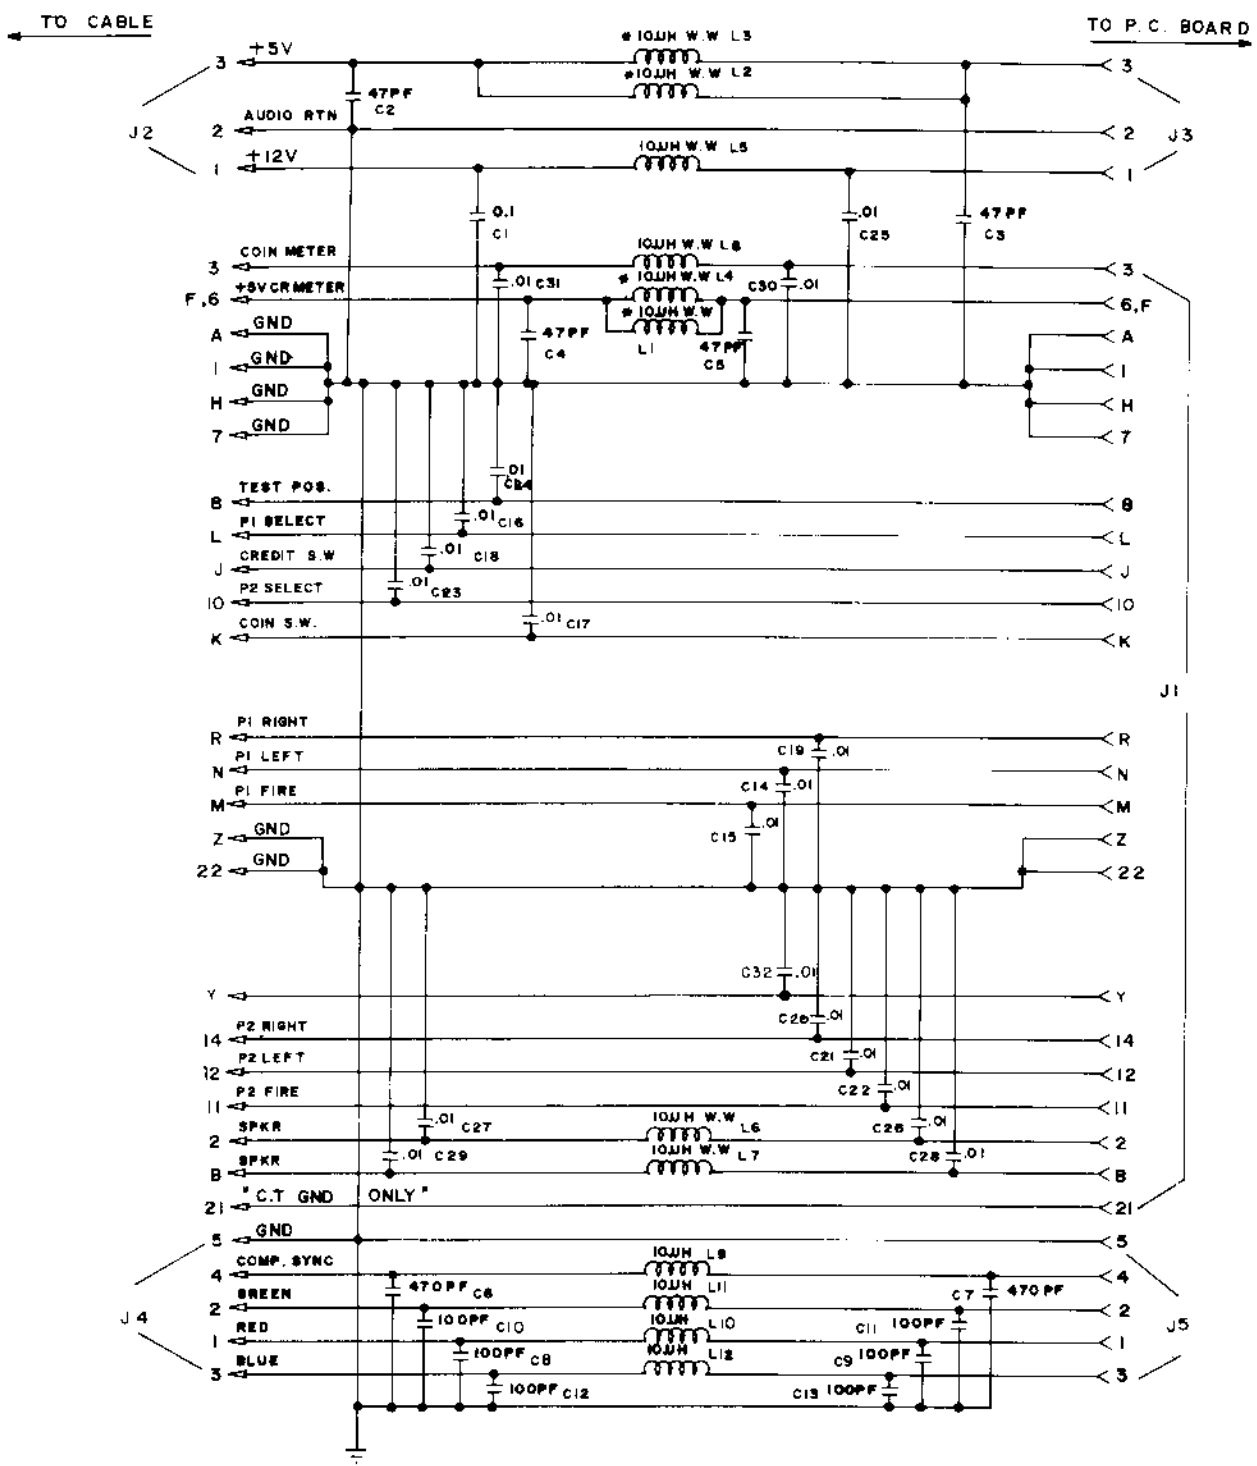 TO CABLE
TO P.C. BOARD
* 10UH W.W L3
3 +5V
3
* 10UH W.W L2
47PF
C2
J2
AUDIO RTN
2
2
J3
+12V
1
10UH W.W L5
1
0.1
C1
.01
C25
47PF
C3
COIN METER
3
10UH W.W L8
3
.01 C31
* 10UH W.W L4
C30 .01
F,6 +5V CR METER
6,F
* 10UH W.W
L1
A GND
47PF
C4
47PF
C5
A
1 GND
1
H GND
H
7 GND
7
.01
C24
TEST POS.
8
8
P1 SELECT
L
.01 C16
L
CREDIT S.W
J
.01 C18
J
P2 SELECT
10
.01 C23
10
COIN S.W.
K
.01 C17
K
J1
P1 RIGHT
R
R
C19 .01
P1 LEFT
N
N
C14 .01
P1 FIRE
M
M
C15 .01
Z GND
Z
22 GND
22
C32 .01
Y
Y
C20 .01
P2 RIGHT
14
14
C21 .01
P2 LEFT
12
12
C22 .01
P2 FIRE
11
11
.01 C27
10UH W.W L6
C26 .01
SPKR
2
2
.01 C29
10UH W.W L7
C28 .01
SPKR
B
B
21 "C.T GND ONLY"
21
5 GND
5
COMP. SYNC
4
10UH L9
4
470PF C6
C7 470PF
GREEN
2
10UH L11
2
J4
100PF C10
C11 100PF
J5
RED
1
10UH L10
1
100PF C8
C9 100PF
BLUE
3
10UH L12
3
100PF C12
C13 100PF